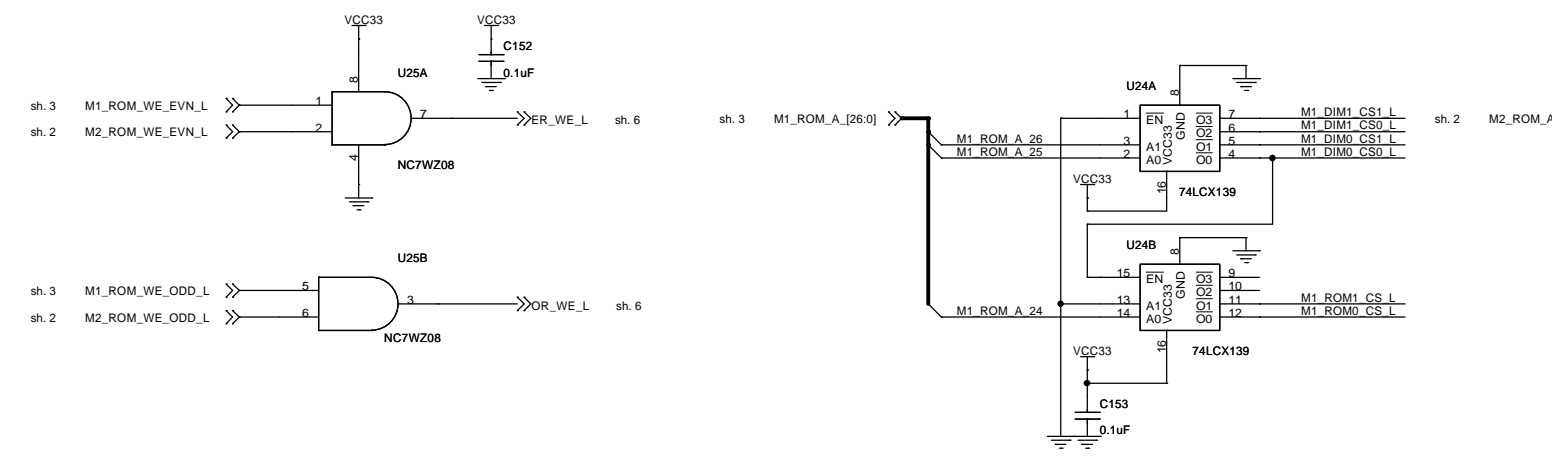 VCC33
VCC33
C152
0.1uF
U25A
8
sh. 3 M1_ROM_WE_EVN_L 1
sh. 2 M2_ROM_WE_EVN_L 2
7 ER_WE_L sh. 6
4
NC7WZ08
U25B
sh. 3 M1_ROM_WE_ODD_L 5
sh. 2 M2_ROM_WE_ODD_L 6
3 OR_WE_L sh. 6
NC7WZ08
sh. 3 M1_ROM_A_[26:0]
M1_ROM_A_26
M1_ROM_A_25
U24A
8
1 EN GND O3 7 M1_DIM1_CS1_L
O2 6 M1_DIM1_CS0_L
3 A1 O1 5 M1_DIM0_CS1_L
2 A0 VCC33 O0 4 M1_DIM0_CS0_L
sh. 2 M2_ROM_A
VCC33
16
74LCX139
U24B
8
15 EN GND O3 9
O2 10
13 A1 O1 11 M1_ROM1_CS_L
M1_ROM_A_24 14 A0 VCC33 O0 12 M1_ROM0_CS_L
VCC33
16
74LCX139
C153
0.1uF